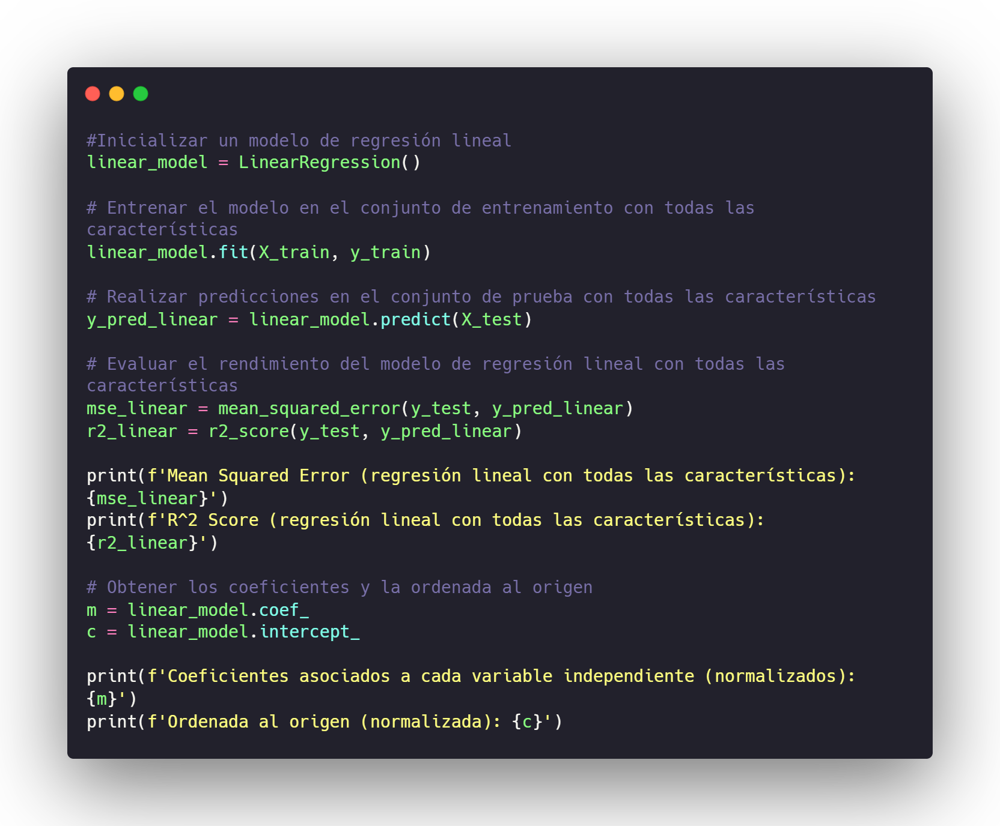 #Inicializar un modelo de regresión lineal
linear_model = LinearRegression()
# Entrenar el modelo en el conjunto de entrenamiento con todas las
características
linear_model.fit(X_train, y_train)
# Realizar predicciones en el conjunto de prueba con todas las características
y_pred_linear = linear_model.predict(X_test)
# Evaluar el rendimiento del modelo de regresión lineal con todas las
características
mse_linear = mean_squared_error(y_test, y_pred_linear)
r2_linear = r2_score(y_test, y_pred_linear)
print(f'Mean Squared Error (regresión lineal con todas las características):
{mse_linear}')
print(f'R^2 Score (regresión lineal con todas las características):
{r2_linear}')
# Obtener los coeficientes y la ordenada al origen
m = linear_model.coef_
c = linear_model.intercept_
print(f'Coeficientes asociados a cada variable independiente (normalizados):
{m}')
print(f'Ordenada al origen (normalizada): {c}')